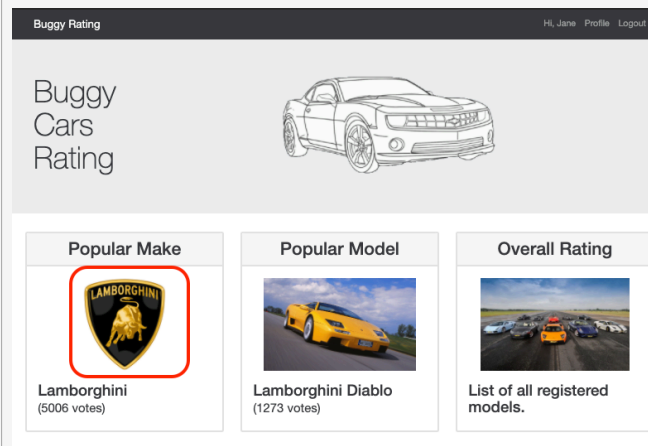 Buggy Rating
Hi, Jane Profile Logout
Buggy
Cars
Rating
Popular Make
LAMBORGHINI
Lamborghini
(5006 votes)
Popular Model
Lamborghini Diablo
(1273 votes)
Overall Rating
List of all registered
models.